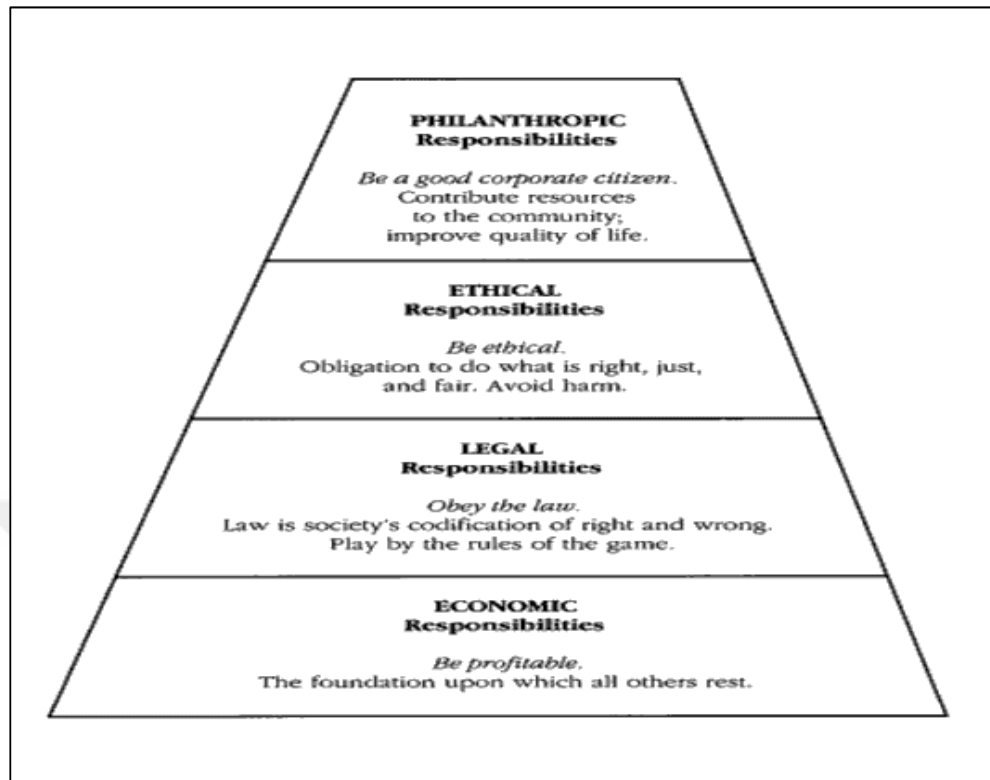 PHILANTHROPIC
Responsibilities
Be a good corporate citizen.
Contribute resources
to the community;
improve quality of life.
ETHICAL
Responsibilities
Be ethical.
Obligation to do what is right, just,
and fair. Avoid harm.
LEGAL
Responsibilities
Obey the law.
Law is society's codification of right and wrong.
Play by the rules of the game.
ECONOMIC
Responsibilities
Be profitable.
The foundation upon which all others rest.